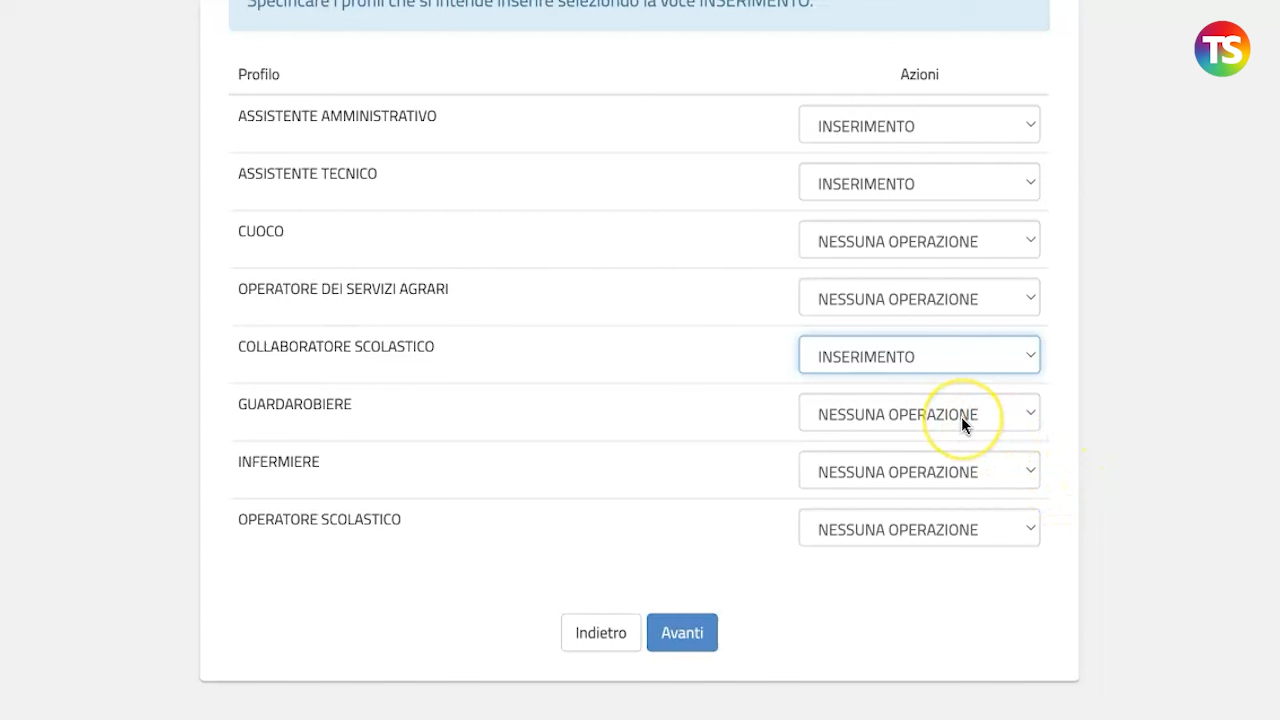 Specificare i profili che si intende inserire seleziondo la voce INSERIMENTO.
TS
Profilo Azioni
ASSISTENTE AMMINISTRATIVO INSERIMENTO
ASSISTENTE TECNICO INSERIMENTO
CUOCO NESSUNA OPERAZIONE
OPERATORE DEI SERVIZI AGRARI NESSUNA OPERAZIONE
COLLABORATORE SCOLASTICO INSERIMENTO
GUARDAROBIERE NESSUNA OPERAZIONE
INFERMIERE NESSUNA OPERAZIONE
OPERATORE SCOLASTICO NESSUNA OPERAZIONE
Indietro Avanti